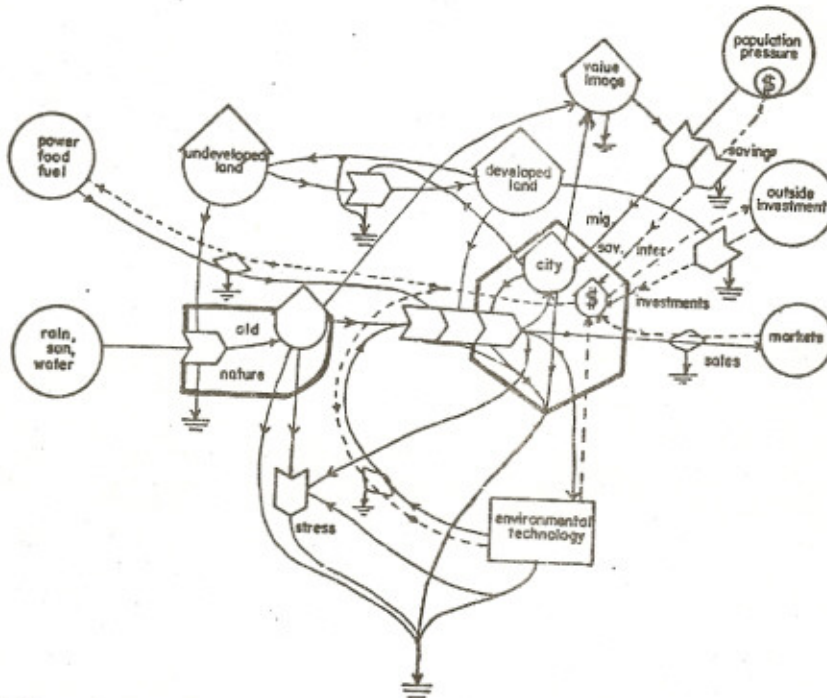 population
pressure
$
value
image
power
food
fuel
undeveloped
land
developed
land
savings
outside
investment
mig.
sav.
inter.
city
$
investments
old
nature
rain,
sun,
water
markets
sales
stress
environmental
technology